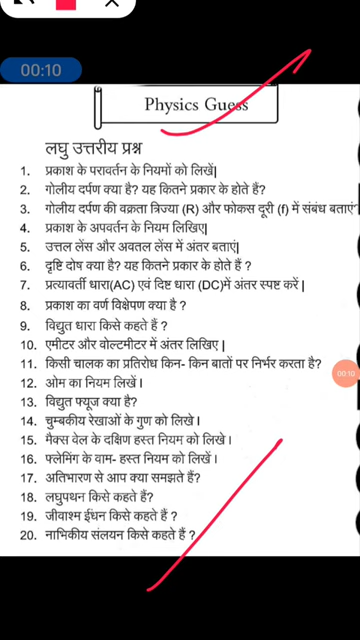 00:10
Physics Guess
लघु उत्तरीय प्रश्न
1. प्रकाश के परावर्तन के नियमों को लिखें|
2. गोलीय दर्पण क्या है? यह कितने प्रकार के होते हैं?
3. गोलीय दर्पण की वक्रता त्रिज्या (R) और फोकस दूरी (f) में संबंध बताएं
4. प्रकाश के अपवर्तन के नियम लिखिए|
5. उत्तल लेंस और अवतल लेंस में अंतर बताएं|
6. दृष्टि दोष क्या है? यह कितने प्रकार के होते है ?
7. प्रत्यावर्ती धारा(AC) एवं दिष्ट धारा (DC)में अंतर स्पष्ट करें |
8. प्रकाश का वर्ण विक्षेपण क्या है ?
9. विद्युत धारा किसे कहते हैं ?
10. एमीटर और वोल्टमीटर में अंतर लिखिए |
11. किसी चालक का प्रतिरोध किन- किन बातों पर निर्भर करता है?
00:10
12. ओम का नियम लिखें ।
13. विद्युत फ्यूज क्या है?
14. चुम्बकीय रेखाओं के गुण को लिखे ।
15. मैक्स वेल के दक्षिण हस्त नियम को लिखे ।
16. फ्लेमिंग के वाम- हस्त नियम को लिखें ।
17. अतिभारण से आप क्या समझते हैं?
18. लघुपथन किसे कहते हैं?
19. जीवाश्म ईंधन किसे कहते हैं ?
20. नाभिकीय संलयन किसे कहते हैं ?